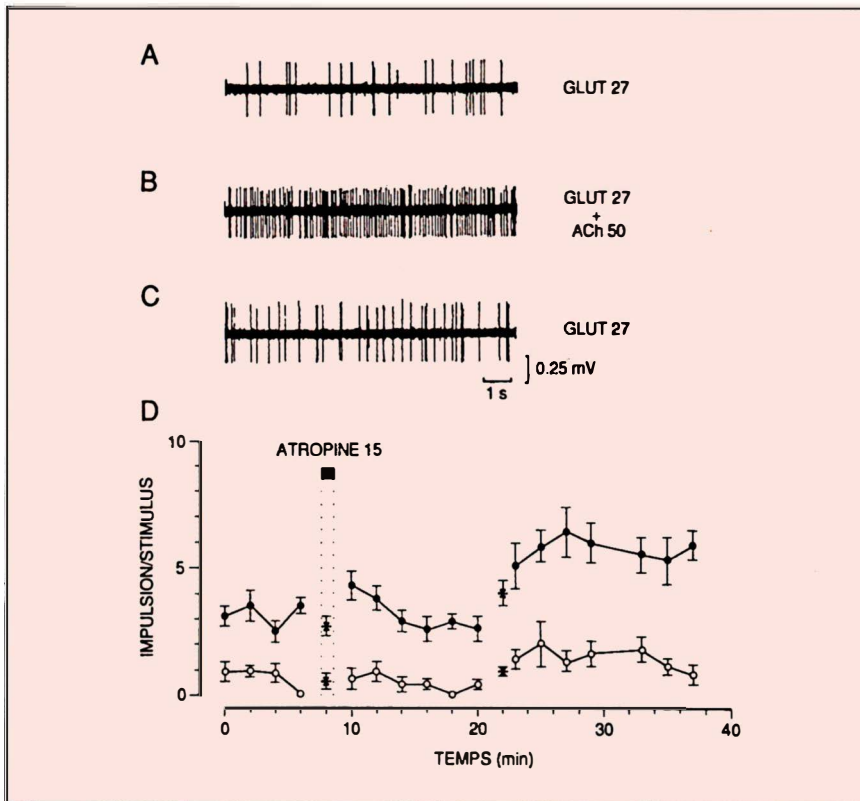 A
GLUT 27
B
GLUT 27
+
ACh 50
C
GLUT 27
0.25 mV
1 s
D
ATROPINE 15
IMPULSION/STIMULUS
10
5
0
0
10
20
30
40
TEMPS (min)